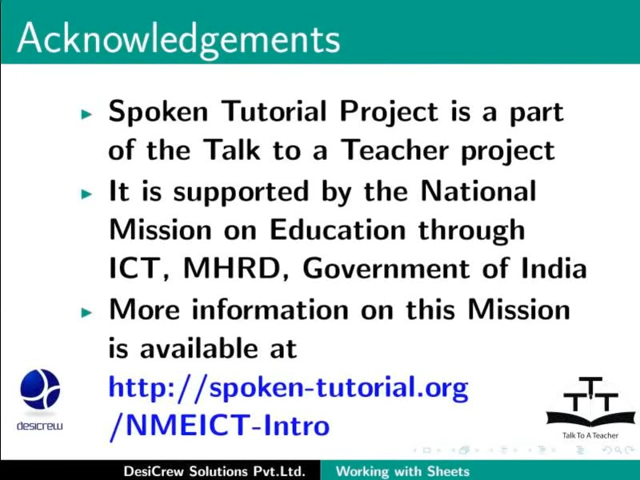 Acknowledgements
Spoken Tutorial Project is a part
of the Talk to a Teacher project
It is supported by the National
Mission on Education through
ICT, MHRD, Government of India
More information on this Mission
is available at
http://spoken-tutorial.org
/NMEICT-Intro
desicrew
TTT
Talk To A Teacher
DesiCrew Solutions Pvt.Ltd.
Working with Sheets